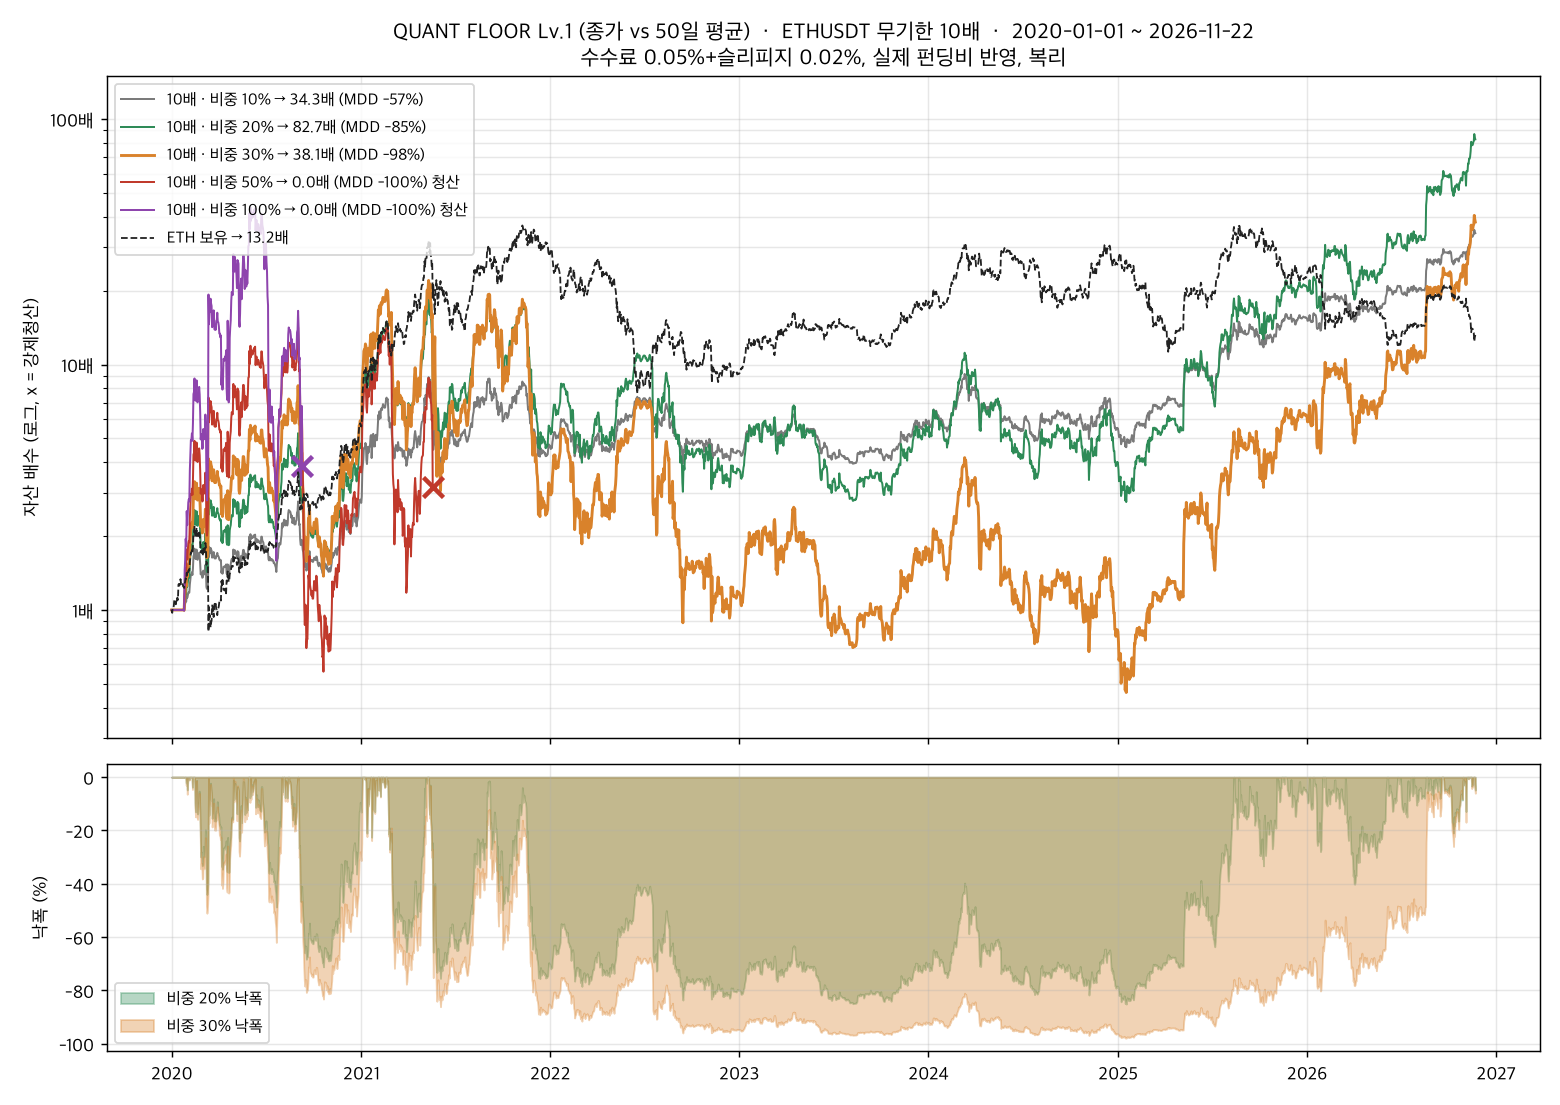 QUANT FLOOR Lv.1 (종가 vs 50일 평균)  ·  ETHUSDT 무기한 10배  ·  2020-01-01 ~ 2026-11-22
수수료 0.05%+슬리피지 0.02%, 실제 펀딩비 반영, 복리
10배 · 비중 10% → 34.3배 (MDD -57%)
10배 · 비중 20% → 82.7배 (MDD -85%)
10배 · 비중 30% → 38.1배 (MDD -98%)
10배 · 비중 50% → 0.0배 (MDD -100%) 청산
10배 · 비중 100% → 0.0배 (MDD -100%) 청산
ETH 보유 → 13.2배
자산 배수 (로그, x = 강제청산)
100배
10배
1배
낙폭 (%)
0
-20
-40
-60
-80
-100
비중 20% 낙폭
비중 30% 낙폭
2020
2021
2022
2023
2024
2025
2026
2027